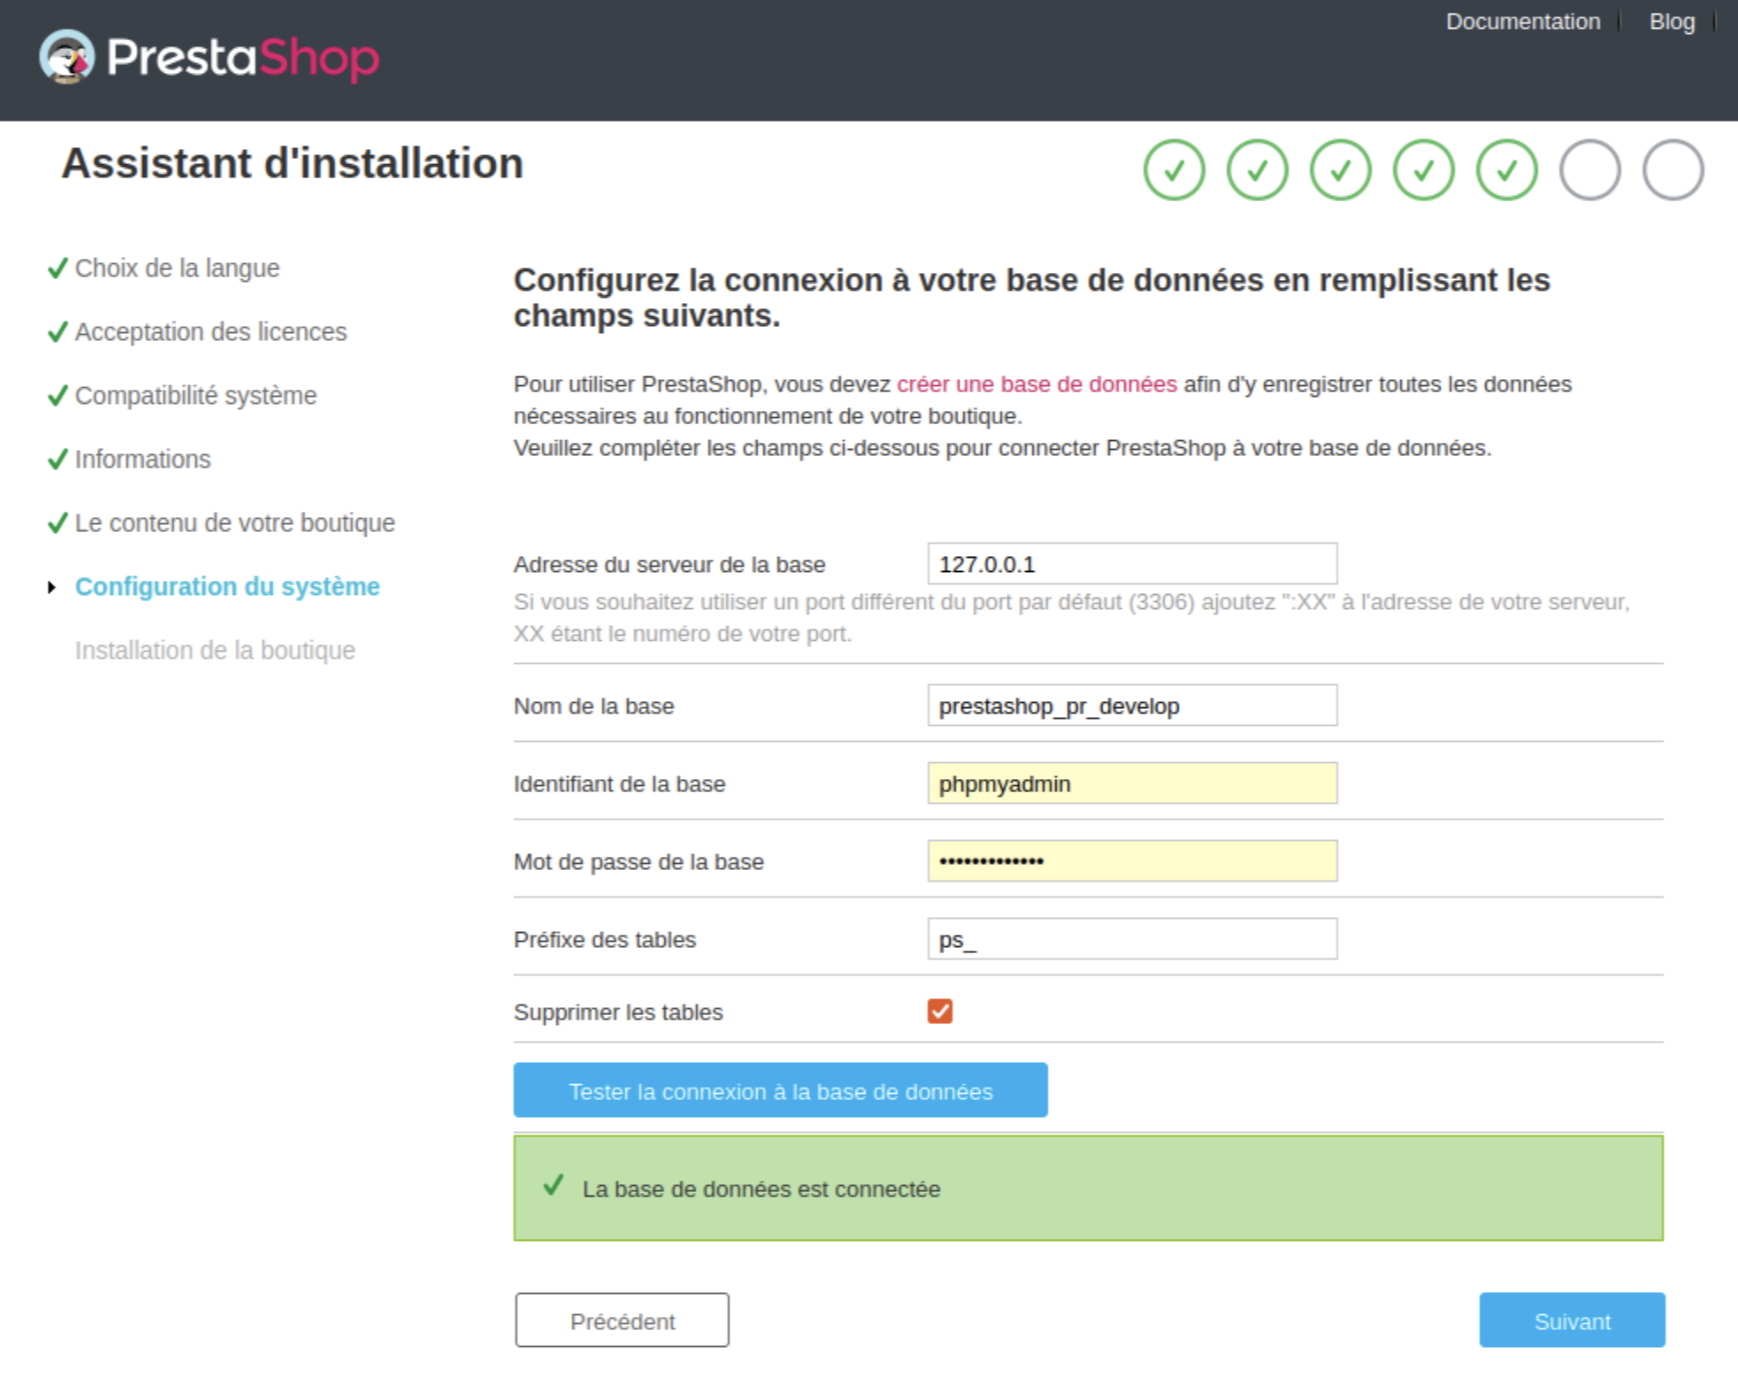 Documentation
Blog
PrestaShop
Assistant d'installation
Choix de la langue
Acceptation des licences
Compatibilité système
Informations
Le contenu de votre boutique
Configuration du système
Installation de la boutique
Configurez la connexion à votre base de données en remplissant les
champs suivants.
Pour utiliser PrestaShop, vous devez créer une base de données afin d'y enregistrer toutes les données
nécessaires au fonctionnement de votre boutique.
Veuillez compléter les champs ci-dessous pour connecter PrestaShop à votre base de données.
Adresse du serveur de la base 127.0.0.1
Si vous souhaitez utiliser un port différent du port par défaut (3306) ajoutez ":XX" à l'adresse de votre serveur,
XX étant le numéro de votre port.
Nom de la base prestashop_pr_develop
Identifiant de la base phpmyadmin
Mot de passe de la base •••••••••••••
Préfixe des tables ps_
Supprimer les tables
Tester la connexion à la base de données
La base de données est connectée
Précédent
Suivant